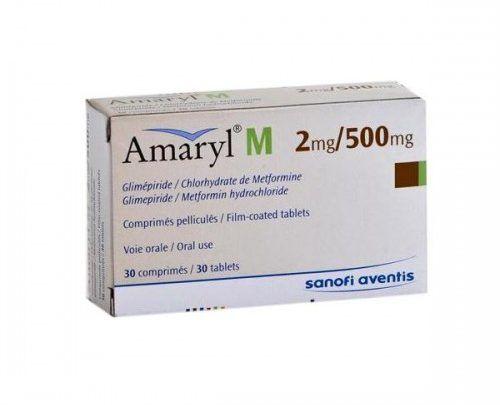 Amaryl® M 2mg/500mg
Glimépiride / Chlorhydrate de Metformine
Glimepiride / Metformin hydrochloride
Comprimés pelliculés / Film-coated tablets
Voie orale / Oral use
30 comprimés / 30 tablets
sanofi aventis